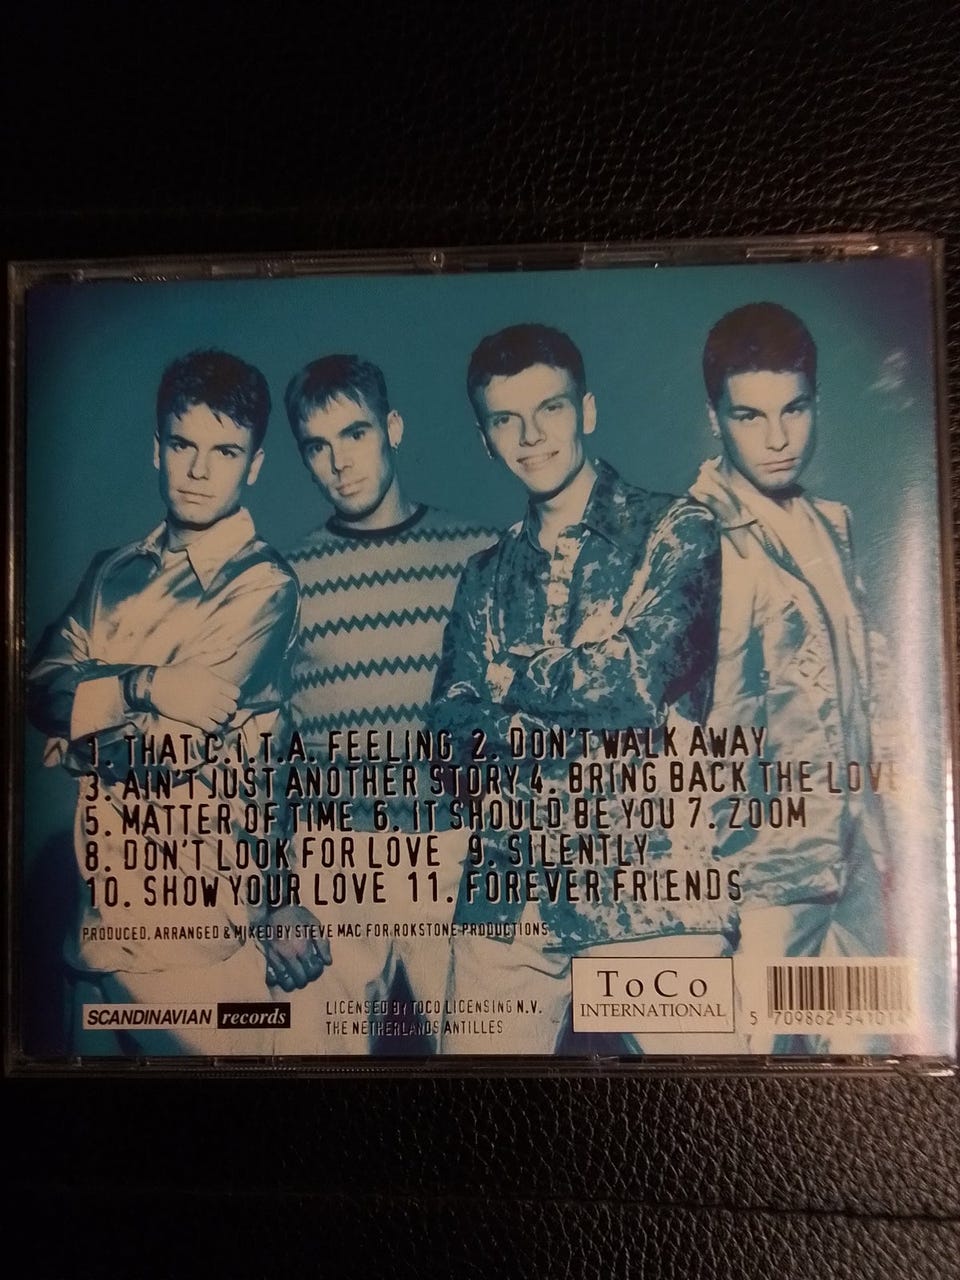 1. THAT C.I.T.A. FEELING 2. DON'T WALK AWAY
3. AIN'T JUST ANOTHER STORY 4. BRING BACK THE LOVE
5. MATTER OF TIME 6. IT SHOULD BE YOU 7. ZOOM
8. DON'T LOOK FOR LOVE 9. SILENTLY
10. SHOW YOUR LOVE 11. FOREVER FRIENDS
PRODUCED, ARRANGED & MIXED BY STEVE MAC FOR ROKSTONE PRODUCTIONS
SCANDINAVIAN records
LICENSED BY TOCO LICENSING N.V.
THE NETHERLANDS ANTILLES
ToCo
INTERNATIONAL
5 709862 541014